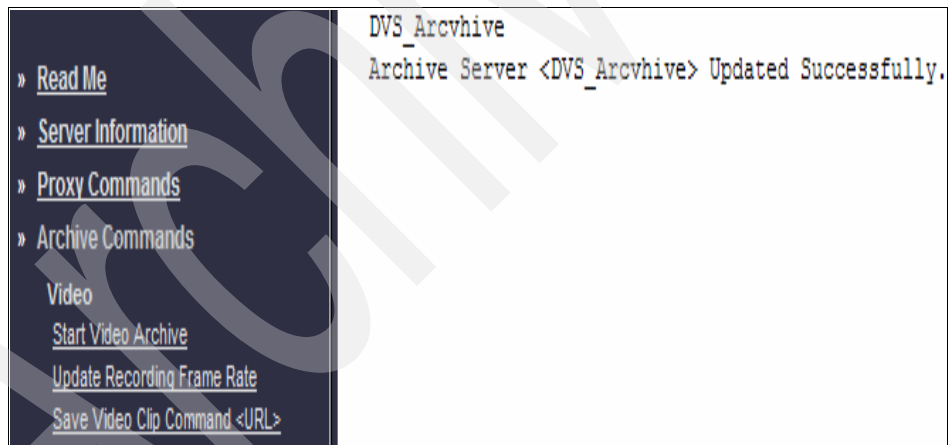 » Read Me
» Server Information
» Proxy Commands
» Archive Commands
Video
Start Video Archive
Update Recording Frame Rate
Save Video Clip Command <URL>
DVS_Arcvhive
Archive Server <DVS_Arcvhive> Updated Successfully.